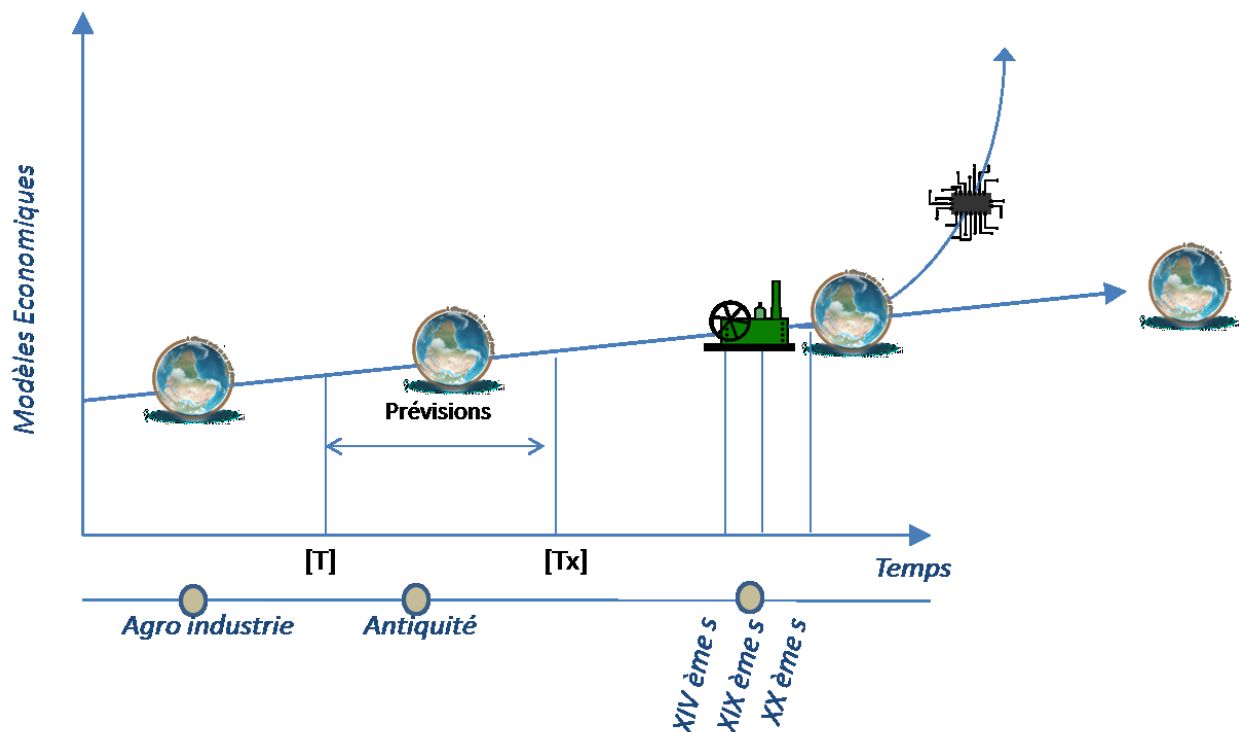 Modèles Economiques
Prévisions
[T]
[Tx]
Temps
Agro industrie
Antiquité
XIV ème s
XIX ème s
XX ème s